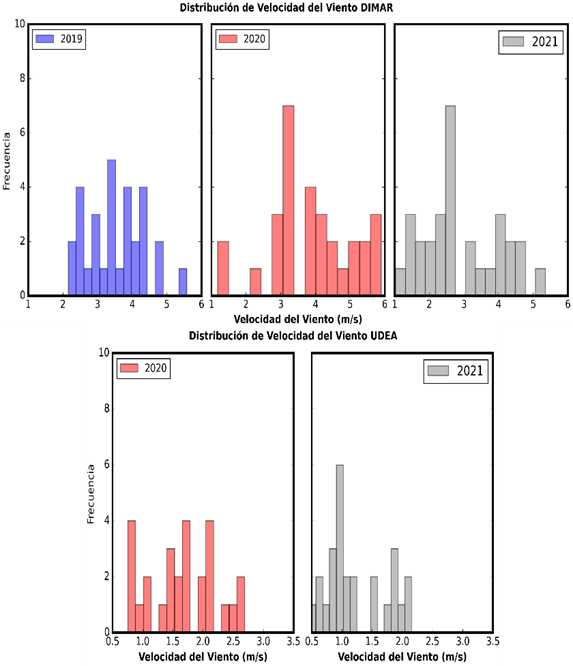 Distribución de Velocidad del Viento DIMAR
10
8
6
4
2
0
Frecuencia
2019
2020
2021
1 2 3 4 5 6
1 2 3 4 5 6
1 2 3 4 5 6
Velocidad del Viento (m/s)
Distribución de Velocidad del Viento UDEA
10
8
6
4
2
0
Frecuencia
2020
2021
0.5 1.0 1.5 2.0 2.5 3.0 3.5
0.5 1.0 1.5 2.0 2.5 3.0 3.5
Velocidad del Viento (m/s) Velocidad del Viento (m/s)